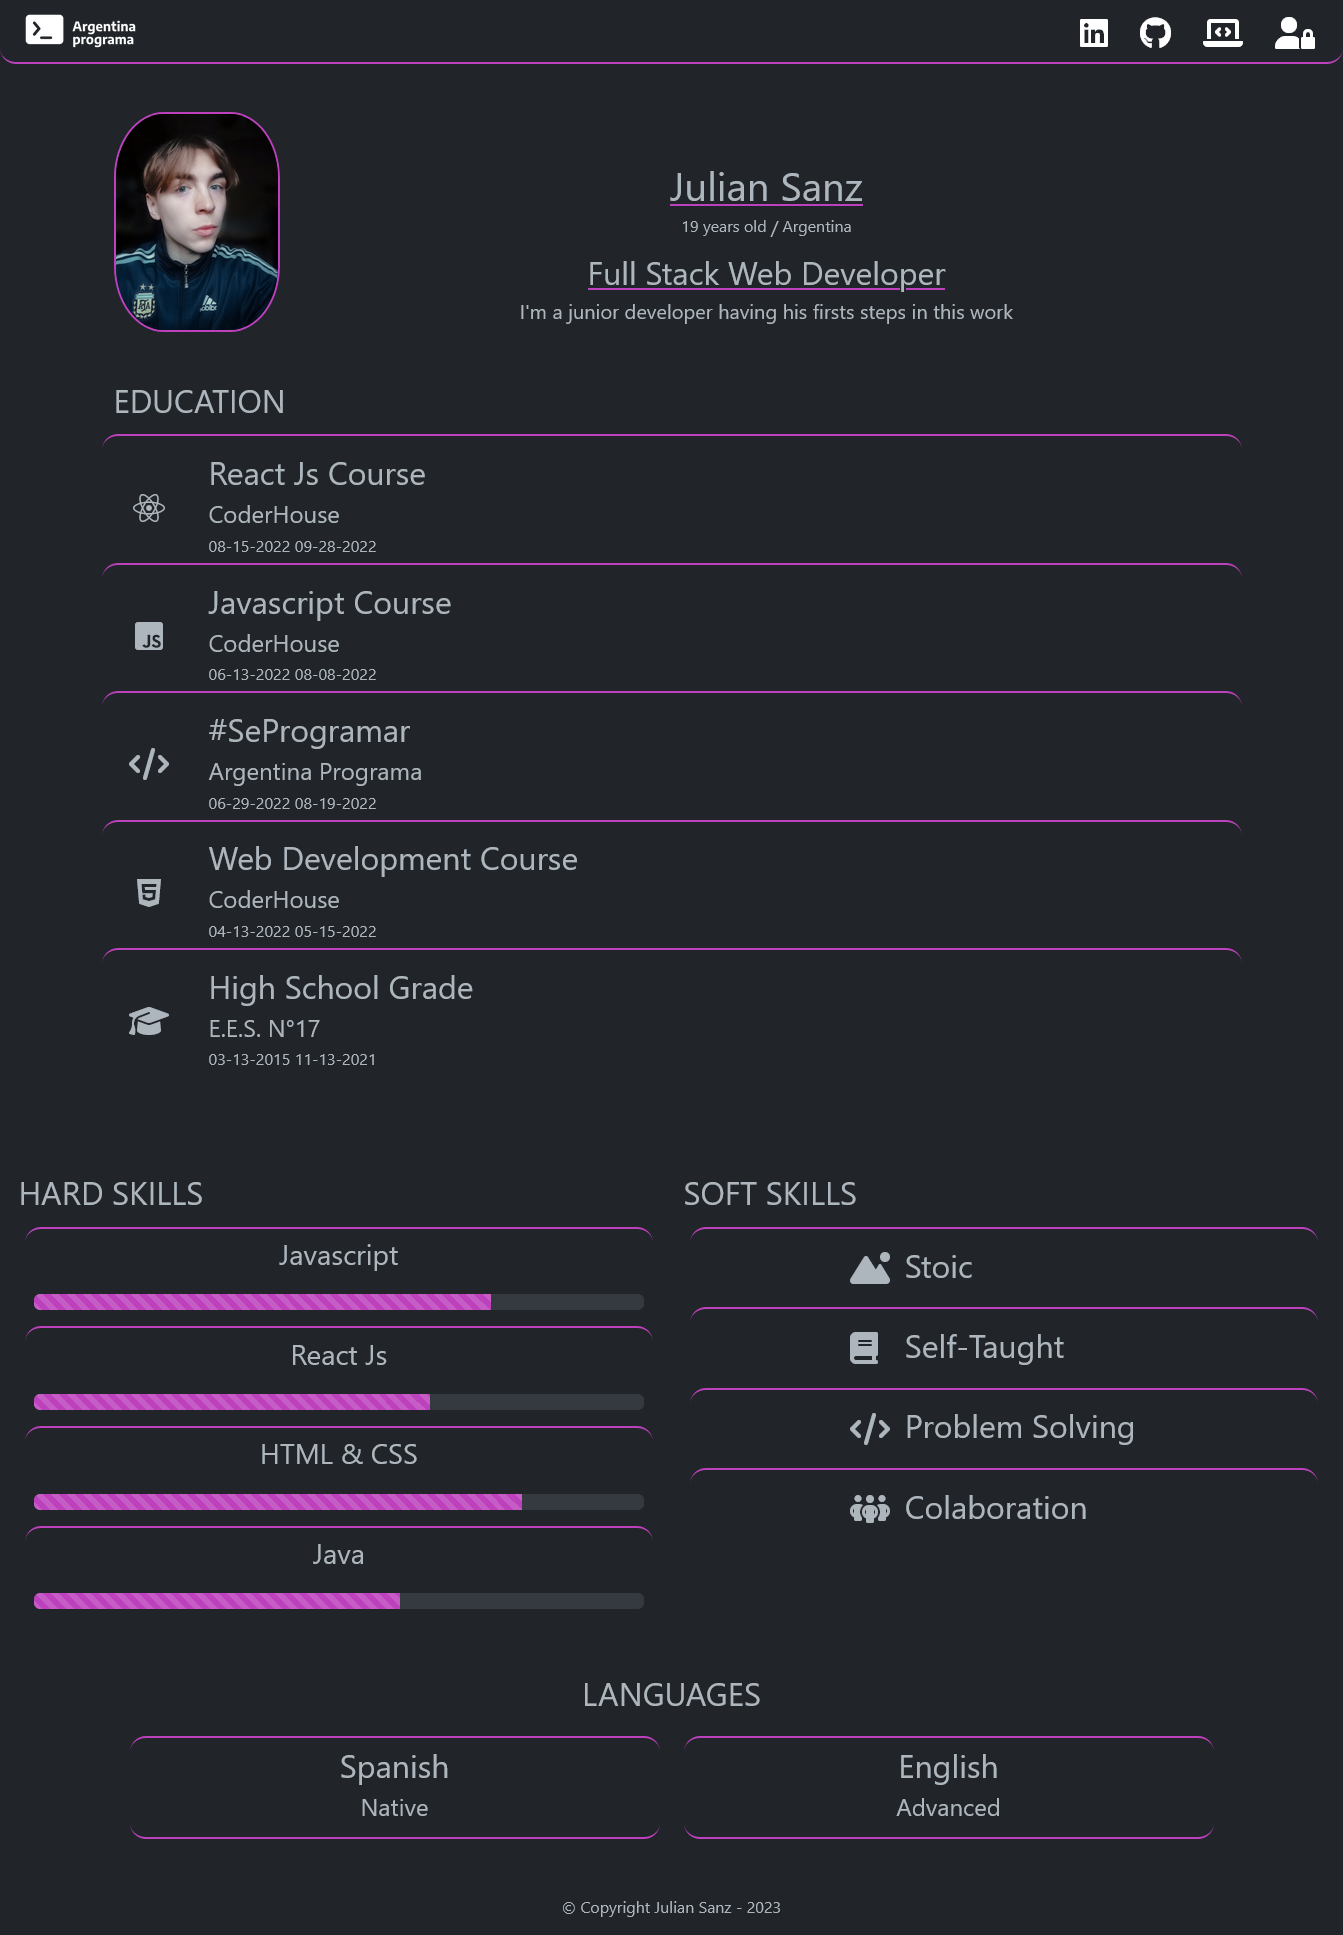 Argentina
programa
Julian Sanz
19 years old / Argentina
Full Stack Web Developer
I'm a junior developer having his firsts steps in this work
EDUCATION
React Js Course
CoderHouse
08-15-2022 09-28-2022
JS
Javascript Course
CoderHouse
06-13-2022 08-08-2022
#SeProgramar
Argentina Programa
06-29-2022 08-19-2022
5
Web Development Course
CoderHouse
04-13-2022 05-15-2022
High School Grade
E.E.S. N°17
03-13-2015 11-13-2021
HARD SKILLS
Javascript
React Js
HTML & CSS
Java
SOFT SKILLS
Stoic
Self-Taught
Problem Solving
Colaboration
LANGUAGES
Spanish
Native
English
Advanced
© Copyright Julian Sanz - 2023